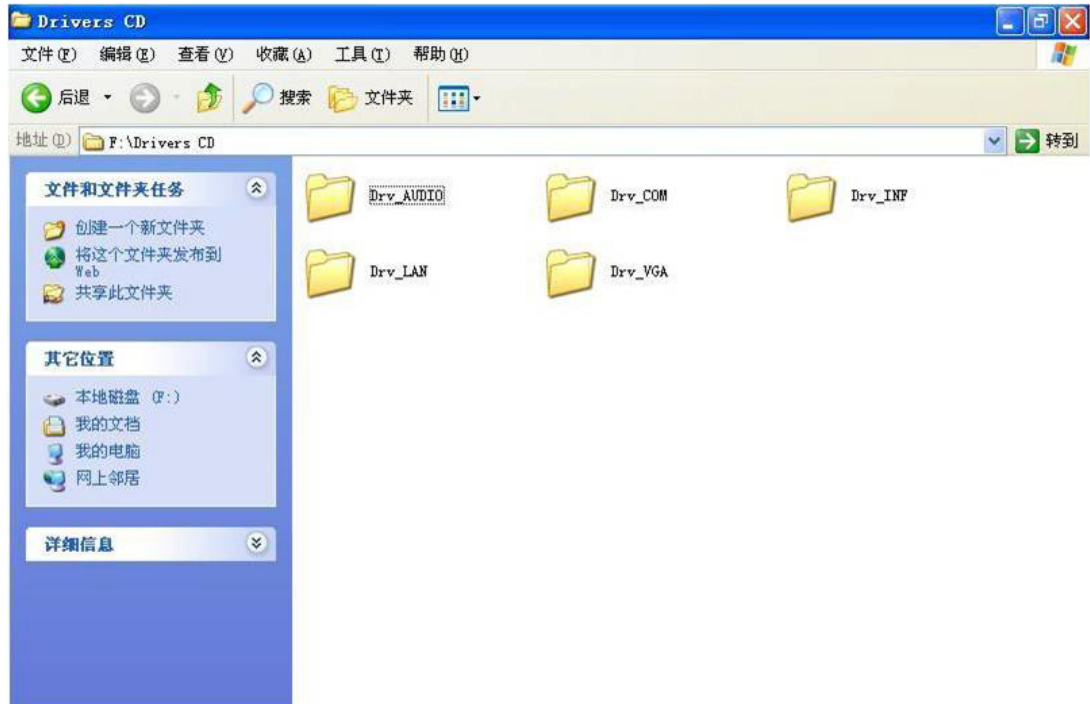 Drivers CD
文件(F) 编辑(E) 查看(V) 收藏(A) 工具(T) 帮助(H)
后退 搜索 文件夹
地址(D) F:\Drivers CD 转到
文件和文件夹任务
创建一个新文件夹
将这个文件夹发布到
Web
共享此文件夹
其它位置
本地磁盘 (F:)
我的文档
我的电脑
网上邻居
详细信息
Drv_AUDIO Drv_COM Drv_INF
Drv_LAN Drv_VGA